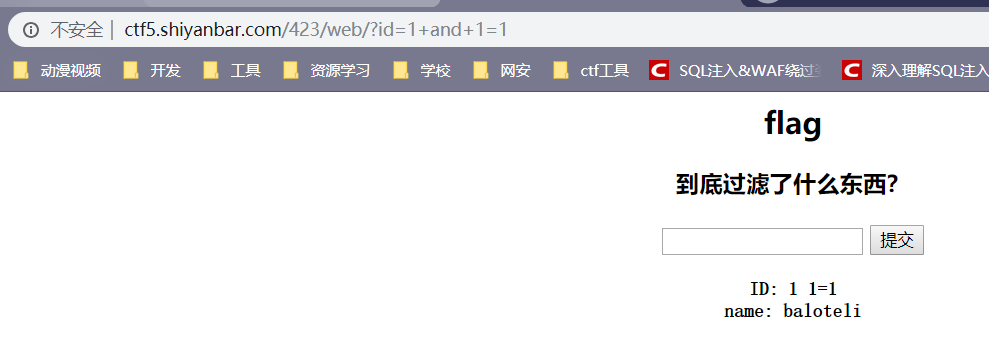 不安全 | ctf5.shiyanbar.com/423/web/?id=1+and+1=1
动漫视频 开发 工具 资源学习 学校 网安 ctf工具 C SQL注入&WAF绕过 C 深入理解SQL注入
flag
到底过滤了什么东西?
提交
ID: 1 1=1
name: baloteli